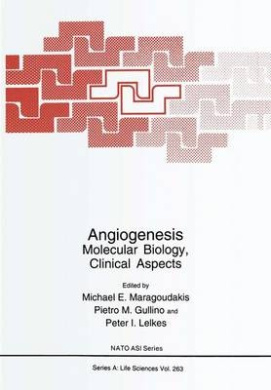 Angiogenesis
Molecular Biology,
Clinical Aspects
Edited by
Michael E. Maragoudakis
Pietro M. Gullino and
Peter I. Lelkes
NATO ASI Series
Series A: Life Sciences Vol. 263